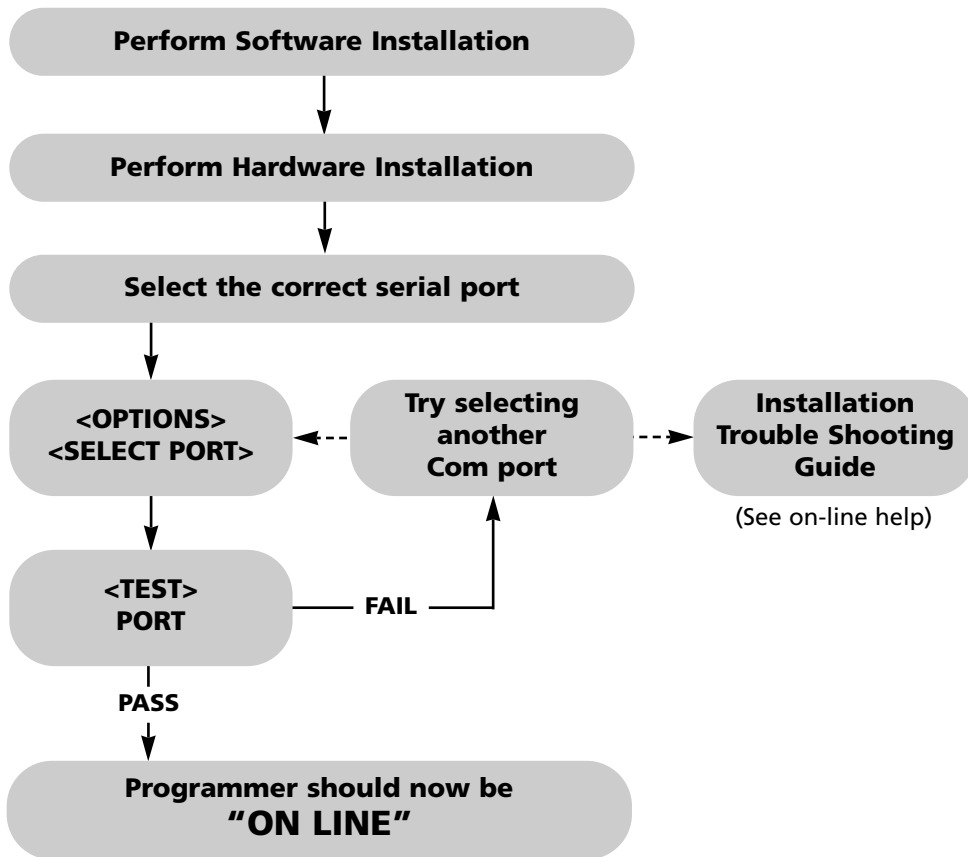 Perform Software Installation
Perform Hardware Installation
Select the correct serial port
<OPTIONS>
<SELECT PORT>
Try selecting
another
Com port
Installation
Trouble Shooting
Guide
(See on-line help)
<TEST>
PORT
FAIL
PASS
Programmer should now be
“ON LINE”